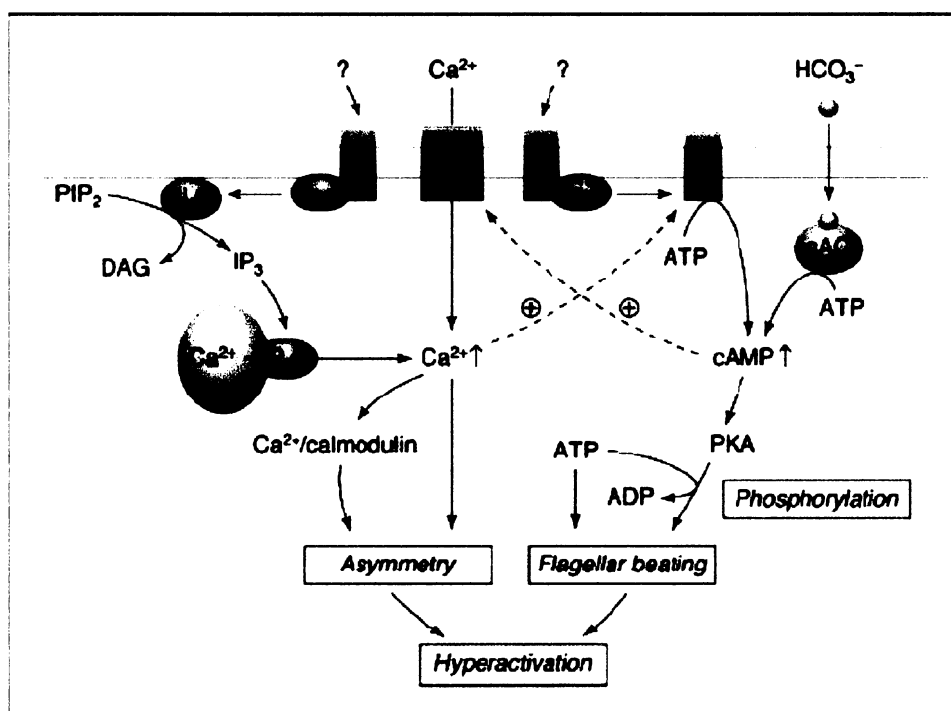 ?
Ca²⁺
?
HCO₃⁻
PIP₂
DAG
IP₃
ATP
ATP
Ca²⁺
Ca²⁺↑
⊕
⊕
cAMP↑
Ca²⁺/calmodulin
ATP
PKA
ADP
Phosphorylation
Asymmetry
Flagellar beating
Hyperactivation